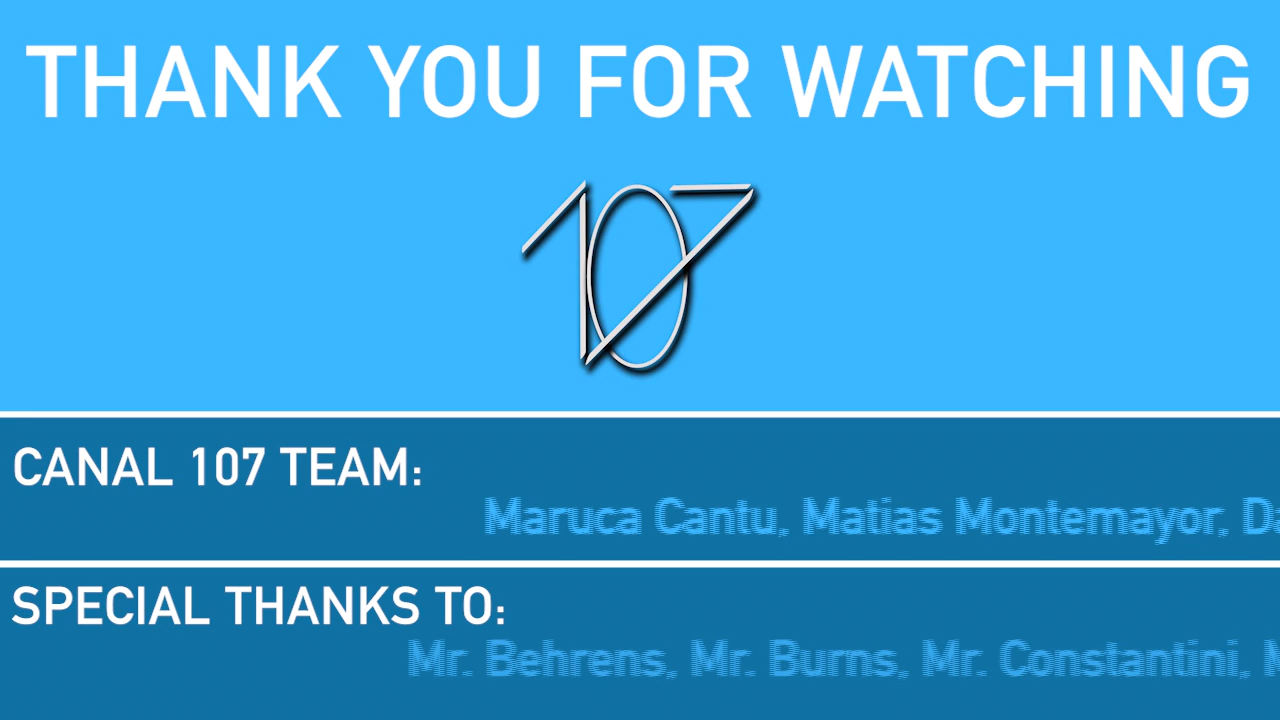 THANK YOU FOR WATCHING
107
CANAL 107 TEAM:
Maruca Cantu, Matias Montemayor,
SPECIAL THANKS TO:
Mr. Behrens, Mr. Burns, Mr. Constantini,